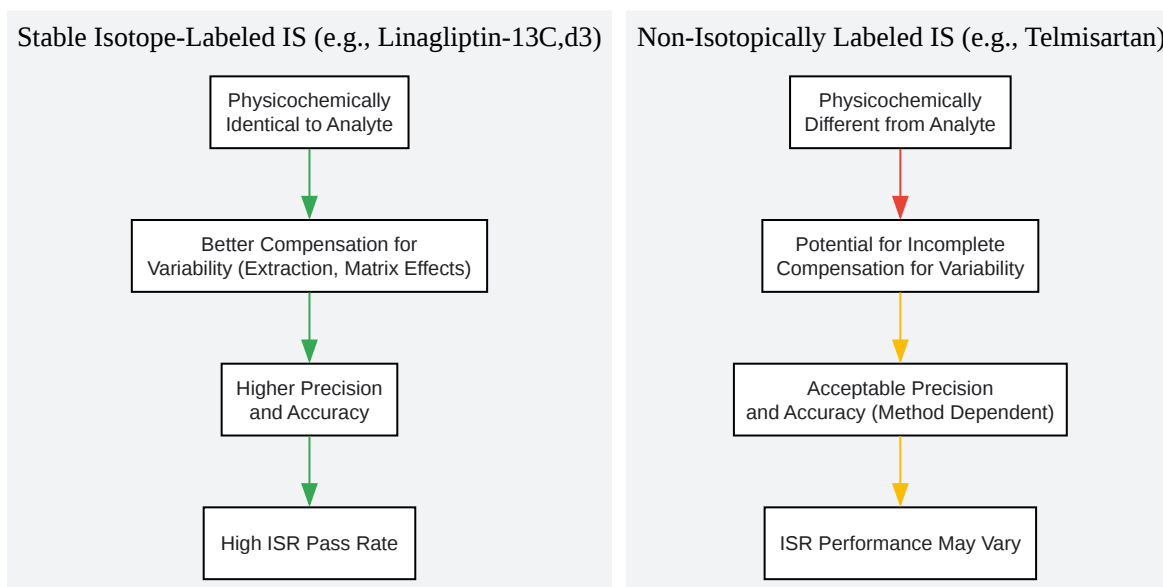 Stable Isotope-Labeled IS (e.g., Linagliptin-13C,d3)
Physicochemically
Identical to Analyte
Better Compensation for
Variability (Extraction, Matrix Effects)
Higher Precision
and Accuracy
High ISR Pass Rate
Non-Isotopically Labeled IS (e.g., Telmisartan)
Physicochemically
Different from Analyte
Potential for Incomplete
Compensation for Variability
Acceptable Precision
and Accuracy (Method Dependent)
ISR Performance May Vary